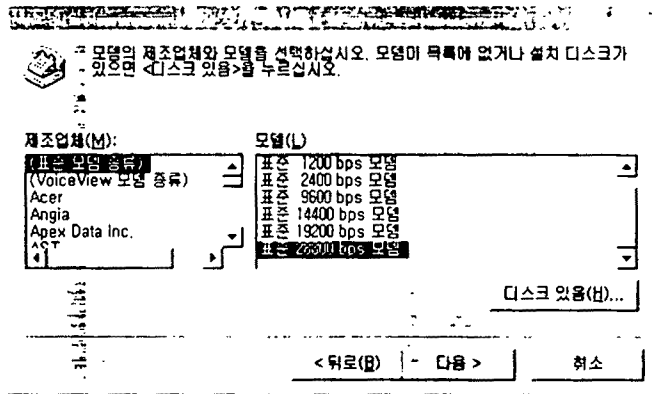 모뎀의 제조업체와 모델을 선택하십시오. 모뎀이 목록에 없거나 설치 디스크가
있으면 <디스크 있음>을 누르십시오.
제조업체(M):
모델(L)
(표준 모뎀 종류)
(VoiceView 모뎀 종류)
Acer
Angia
Apex Data Inc.
AST
표준 1200 bps 모뎀
표준 2400 bps 모뎀
표준 9600 bps 모뎀
표준 14400 bps 모뎀
표준 19200 bps 모뎀
표준 28800 bps 모뎀
디스크 있음(H)...
< 뒤로(B)
다음 >
취소